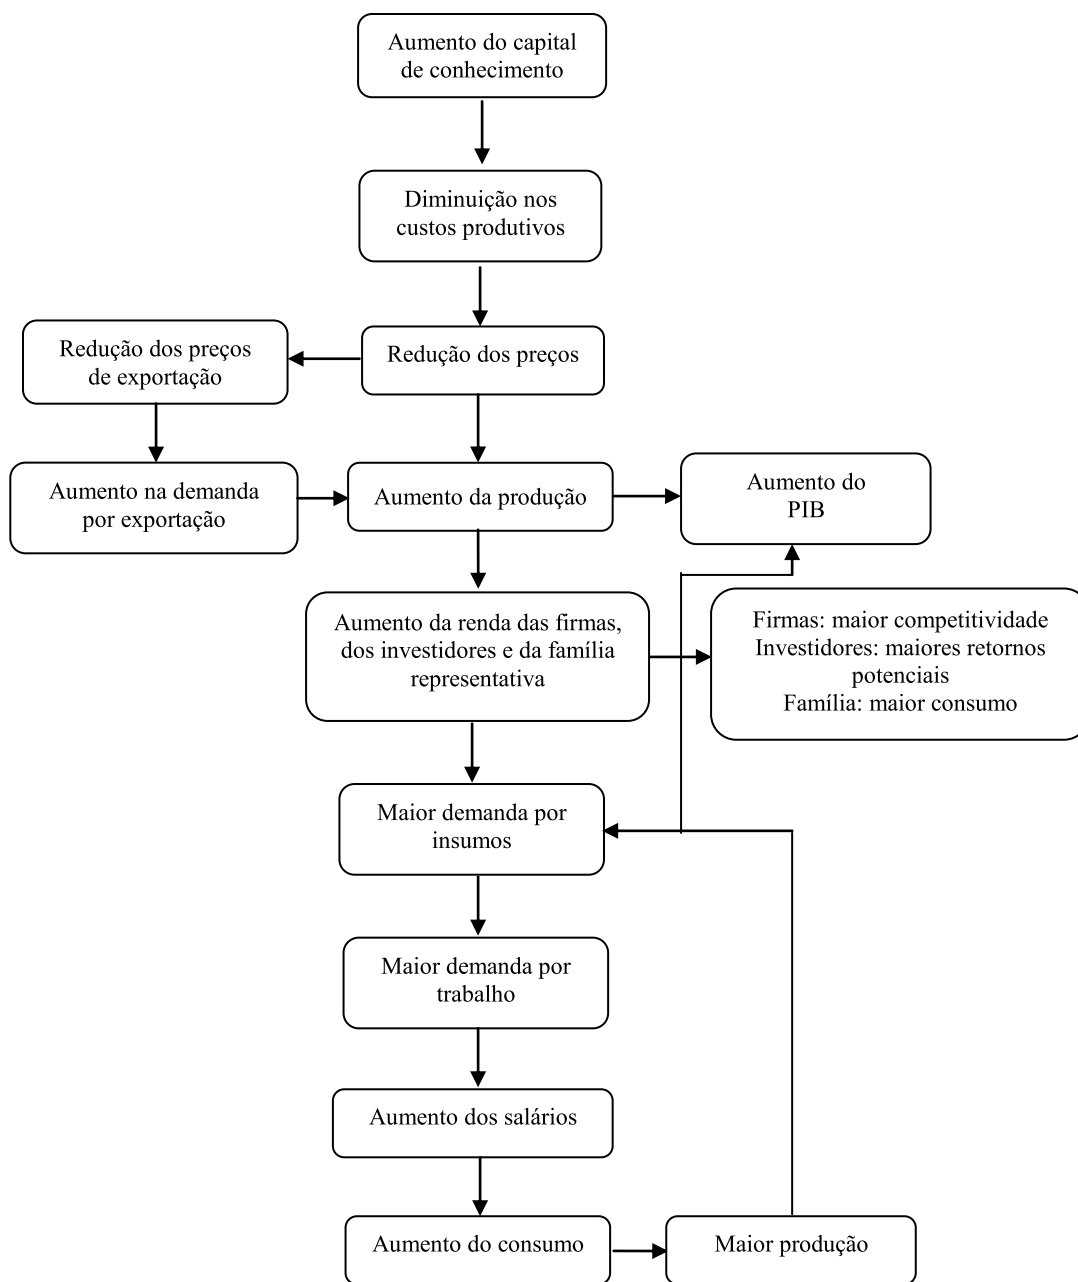 Aumento do capital
de conhecimento
Diminuição nos
custos produtivos
Redução dos preços
de exportação
Redução dos preços
Aumento na demanda
por exportação
Aumento da produção
Aumento do
PIB
Aumento da renda das firmas,
dos investidores e da família
representativa
Firmas: maior competitividade
Investidores: maiores retornos
potenciais
Família: maior consumo
Maior demanda por
insumos
Maior demanda por
trabalho
Aumento dos salários
Aumento do consumo
Maior produção